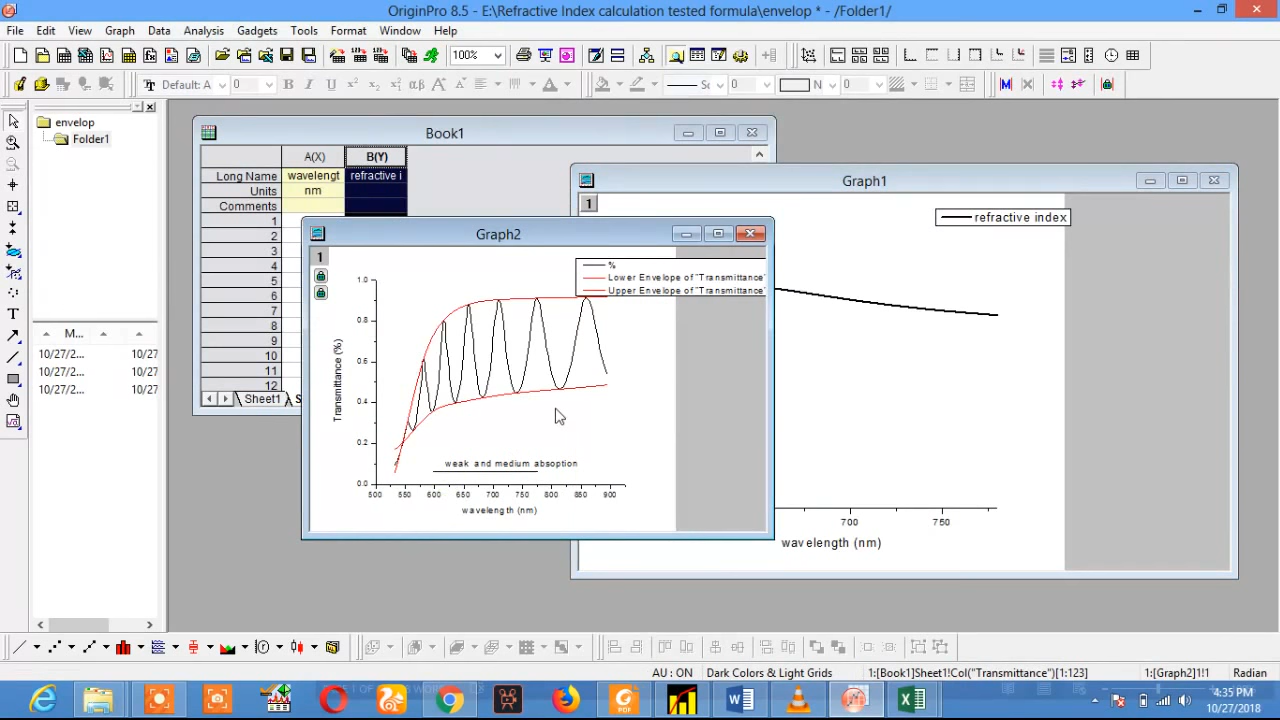 OriginPro 8.5 - E:\Refractive Index calculation tested formula\envelop * - /Folder1/
File Edit View Graph Data Analysis Gadgets Tools Format Window Help
100%
Default: A 0 B I U
0 N 0
envelop
Folder1
Book1
A(X) B(Y)
Long Name wavelengt refractive i
Units nm
Comments
1
2
3
4
5
6
7
8
9
10
11
12
Sheet1
Graph1
1
refractive index
700 750
wavelength (nm)
Graph2
1
%
Lower Envelope of "Transmittance"
Upper Envelope of "Transmittance"
1.0
0.8
0.6
0.4
0.2
0.0
Transmittance (%)
weak and medium absoption
500 550 600 650 700 750 800 850 900
wavelength (nm)
M...
10/27/2... 10/27/2...
10/27/2... 10/27/2...
10/27/2... 10/27/2...
AU : ON Dark Colors & Light Grids 1:[Book1]Sheet1!Col("Transmittance")[1:123] 1:[Graph2]1!1 Radian
4:35 PM
10/27/2018